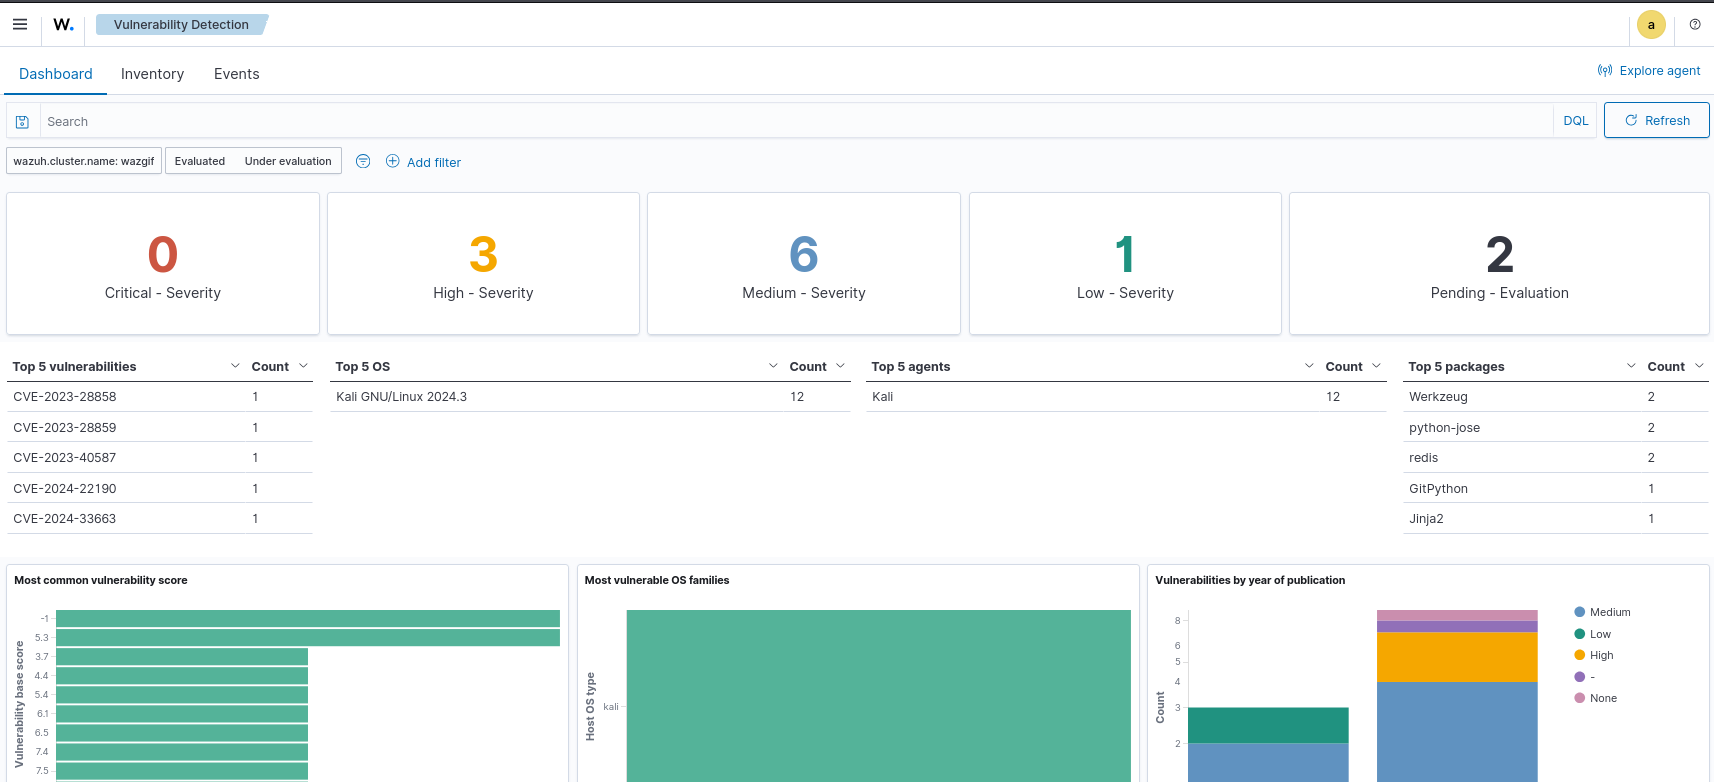 W. Vulnerability Detection a
Dashboard Inventory Events Explore agent
Search DQL Refresh
wazuh.cluster.name: wazgif Evaluated Under evaluation Add filter
0 3 6 1 2
Critical - Severity High - Severity Medium - Severity Low - Severity Pending - Evaluation
Top 5 vulnerabilities Count Top 5 OS Count Top 5 agents Count Top 5 packages Count
CVE-2023-28858 1 Kali GNU/Linux 2024.3 12 Kali 12 Werkzeug 2
CVE-2023-28859 1 python-jose 2
CVE-2023-40587 1 redis 2
CVE-2024-22190 1 GitPython 1
CVE-2024-33663 1 Jinja2 1
Most common vulnerability score
Vulnerability base score
-1
5.3
3.7
4.4
5.4
6.1
6.5
7.4
7.5
Most vulnerable OS families
Host OS type
kali
Vulnerabilities by year of publication
Count
8
6
5
4
3
2
Medium
Low
High
-
None